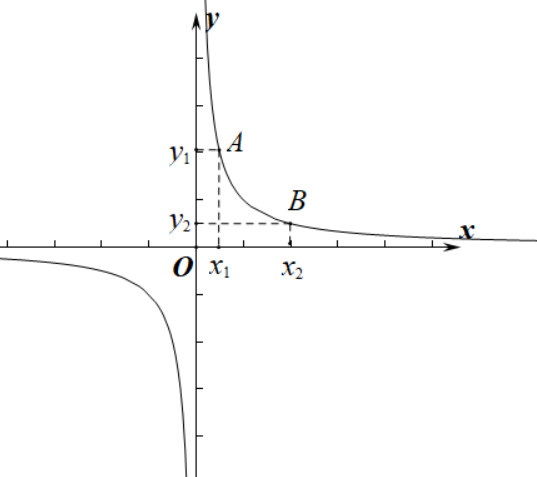 y
y₁ A
B
y₂
x
O x₁ x₂